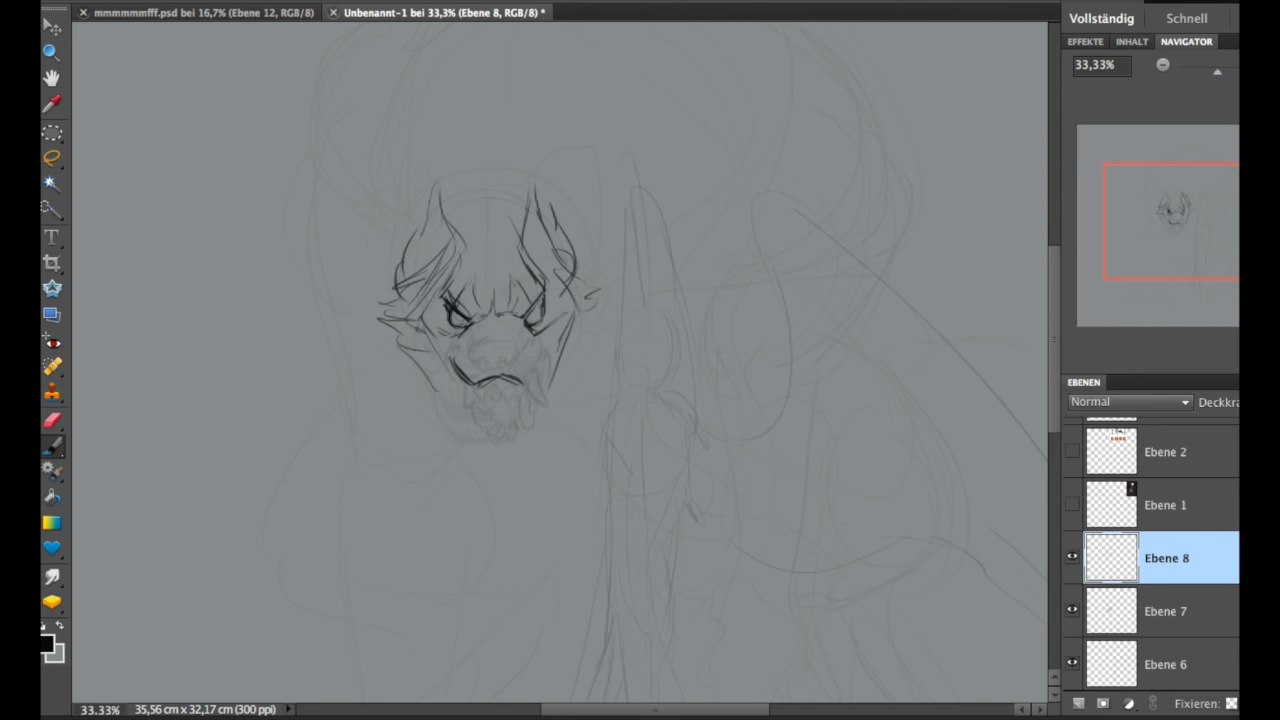 mmmmmmfff.psd bei 16,7% (Ebene 12, RGB/8)
Unbenannt-1 bei 33,3% (Ebene 8, RGB/8) *
Vollständig
Schnell
EFFEKTE
INHALT
NAVIGATOR
33,33%
EBENEN
Normal
Deckkra
Ebene 2
Ebene 1
Ebene 8
Ebene 7
Ebene 6
Fixieren:
33.33%
35,56 cm x 32,17 cm (300 ppi)